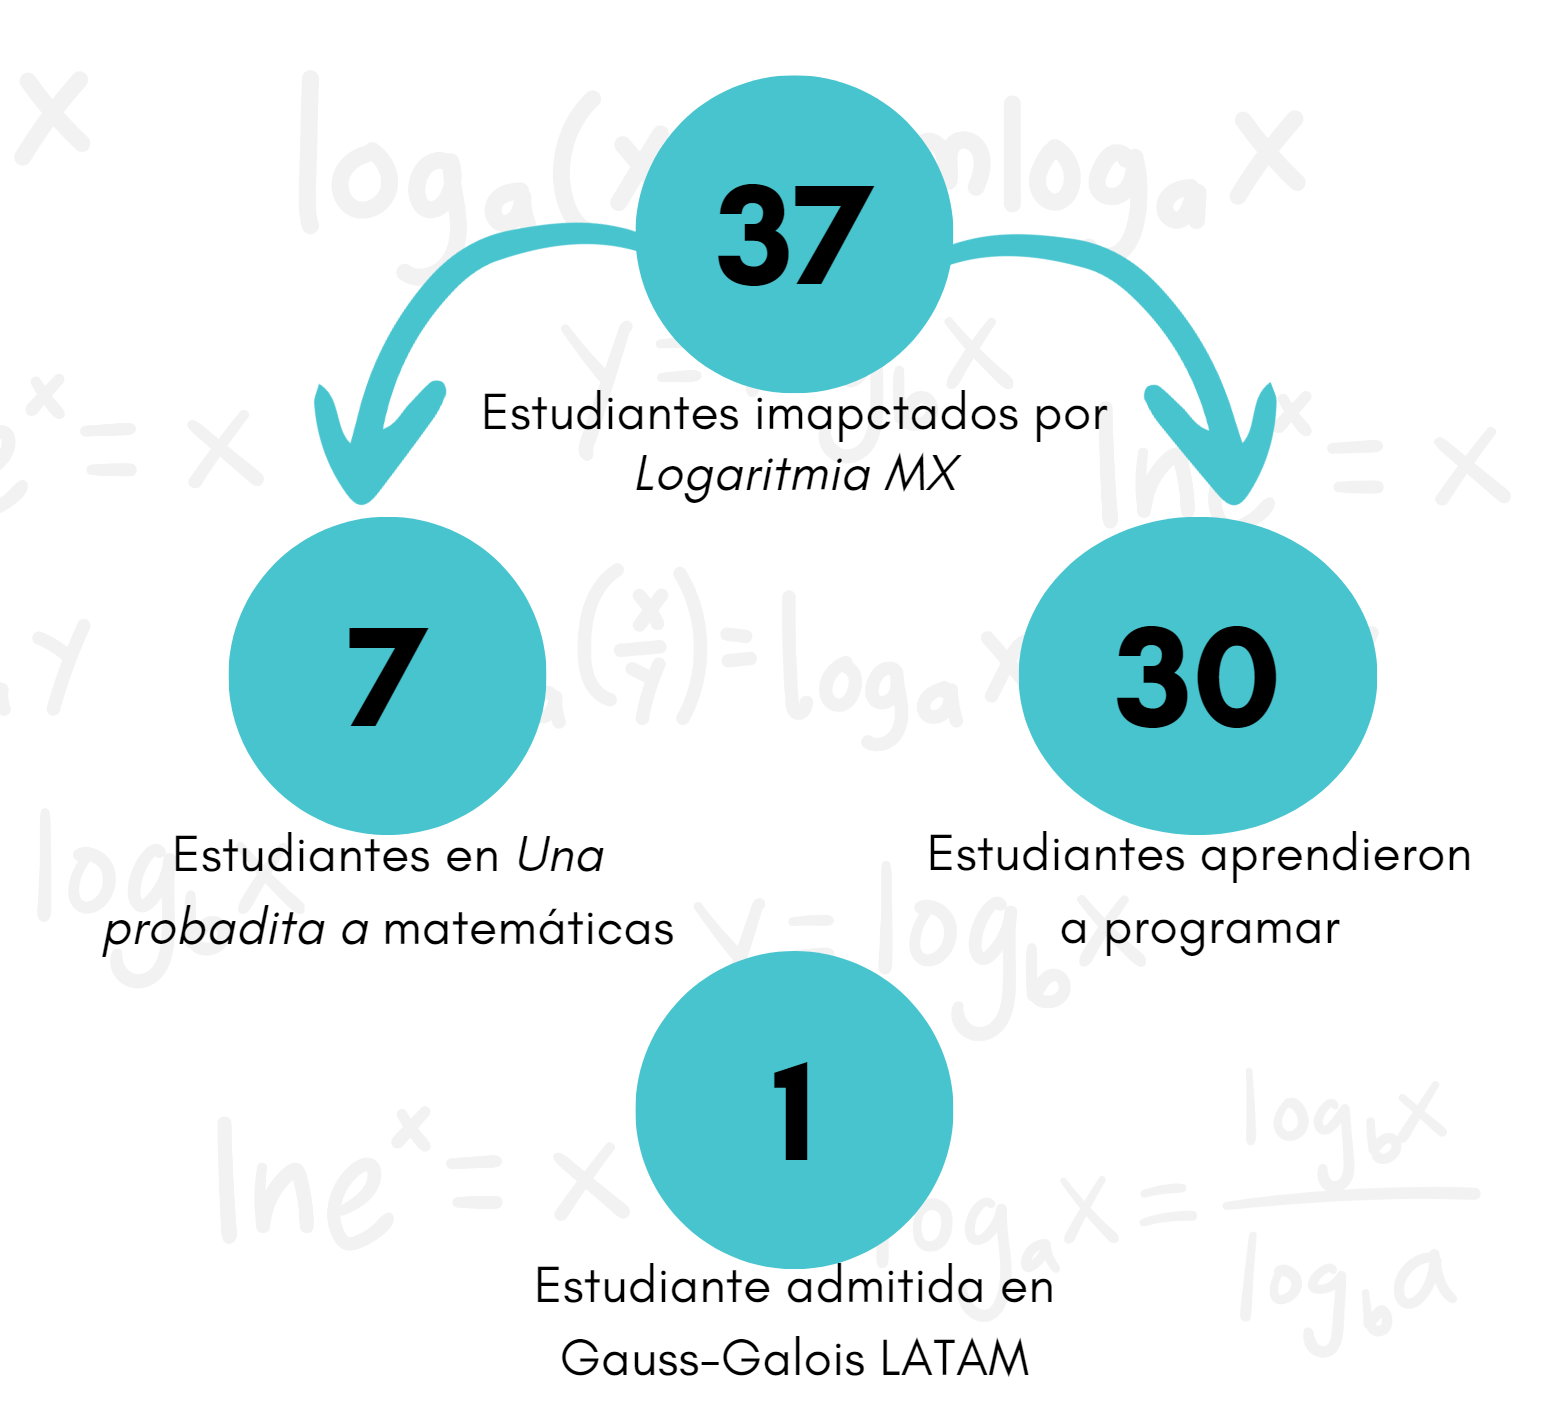 37
Estudiantes imapctados por
Logaritmia MX
7
Estudiantes en Una
probadita a matemáticas
30
Estudiantes aprendieron
a programar
1
Estudiante admitida en
Gauss-Galois LATAM